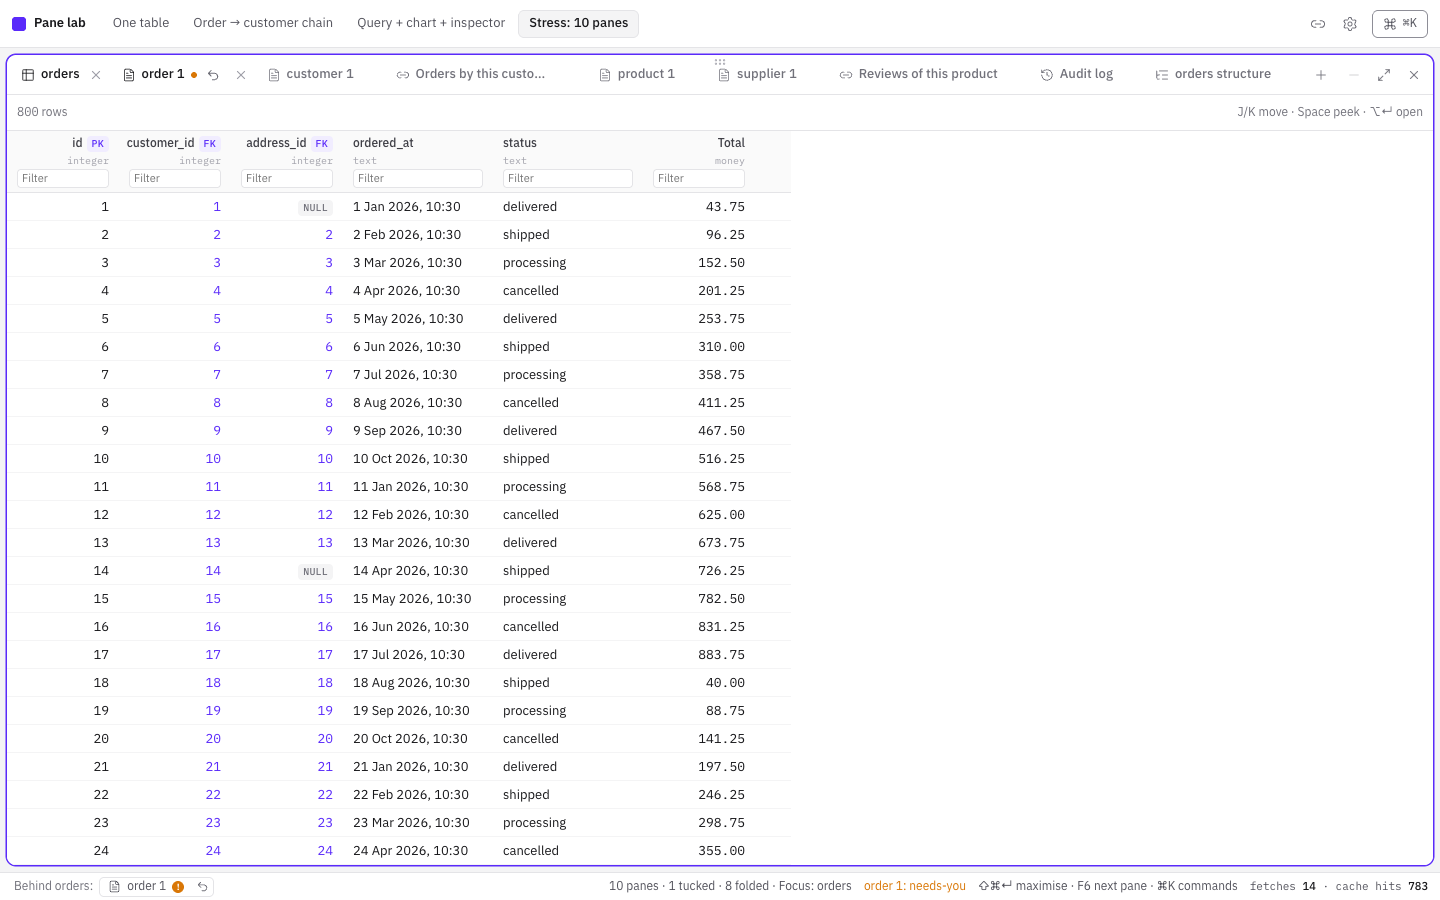 Pane lab One table Order → customer chain Query + chart + inspector Stress: 10 panes ⌘ ⌘K
orders order 1 customer 1 Orders by this custo... product 1 supplier 1 Reviews of this product Audit log orders structure
800 rows J/K move · Space peek · ⌥↵ open
id PK customer_id FK address_id FK ordered_at status Total
integer integer integer text text money
Filter Filter Filter Filter Filter Filter
1 1 NULL 1 Jan 2026, 10:30 delivered 43.75
2 2 2 2 Feb 2026, 10:30 shipped 96.25
3 3 3 3 Mar 2026, 10:30 processing 152.50
4 4 4 4 Apr 2026, 10:30 cancelled 201.25
5 5 5 5 May 2026, 10:30 delivered 253.75
6 6 6 6 Jun 2026, 10:30 shipped 310.00
7 7 7 7 Jul 2026, 10:30 processing 358.75
8 8 8 8 Aug 2026, 10:30 cancelled 411.25
9 9 9 9 Sep 2026, 10:30 delivered 467.50
10 10 10 10 Oct 2026, 10:30 shipped 516.25
11 11 11 11 Jan 2026, 10:30 processing 568.75
12 12 12 12 Feb 2026, 10:30 cancelled 625.00
13 13 13 13 Mar 2026, 10:30 delivered 673.75
14 14 NULL 14 Apr 2026, 10:30 shipped 726.25
15 15 15 15 May 2026, 10:30 processing 782.50
16 16 16 16 Jun 2026, 10:30 cancelled 831.25
17 17 17 17 Jul 2026, 10:30 delivered 883.75
18 18 18 18 Aug 2026, 10:30 shipped 40.00
19 19 19 19 Sep 2026, 10:30 processing 88.75
20 20 20 20 Oct 2026, 10:30 cancelled 141.25
21 21 21 21 Jan 2026, 10:30 delivered 197.50
22 22 22 22 Feb 2026, 10:30 shipped 246.25
23 23 23 23 Mar 2026, 10:30 processing 298.75
24 24 24 24 Apr 2026, 10:30 cancelled 355.00
Behind orders: order 1 10 panes · 1 tucked · 8 folded · Focus: orders order 1: needs-you ⇧⌘↵ maximise · F6 next pane · ⌘K commands fetches 14 · cache hits 783